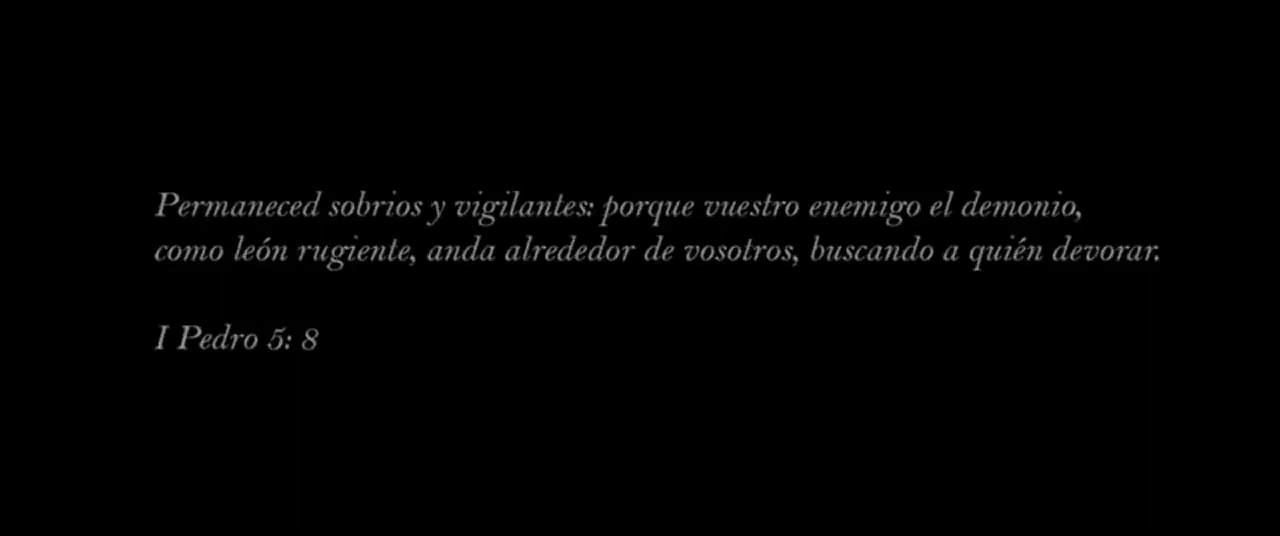 Permaneced sobrios y vigilantes: porque vuestro enemigo el demonio,
como león rugiente, anda alrededor de vosotros, buscando a quién devorar.
I Pedro 5: 8